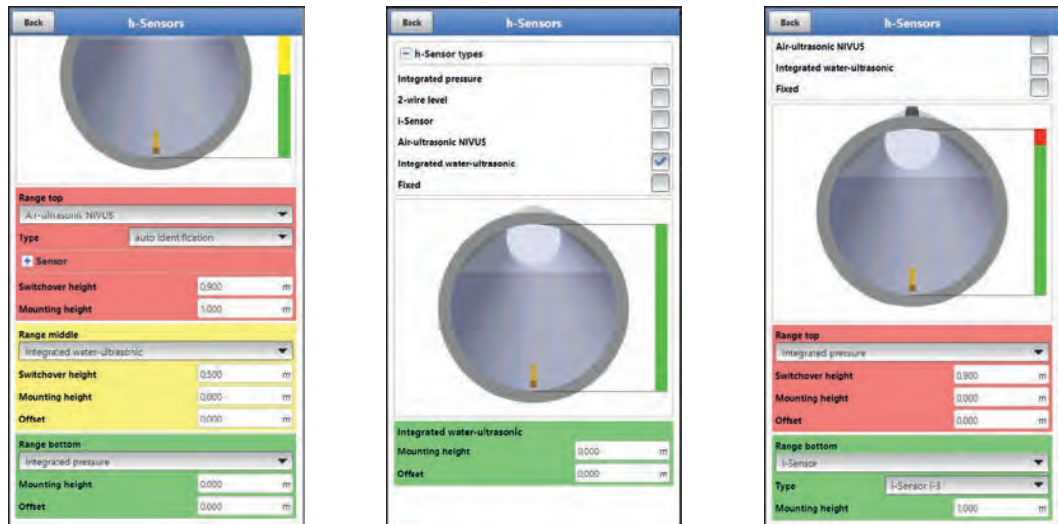 Back h-Sensors
Range top
Air-ultrasonic NIVUS
Type auto identification
+ Sensor
Switchover height 0.900 m
Mounting height 1.000 m
Range middle
Integrated water-ultrasonic
Switchover height 0.500 m
Mounting height 0.000 m
Offset 0.000 m
Range bottom
Integrated pressure
Mounting height 0.000 m
Offset 0.000 m
Back h-Sensors
− h-Sensor types
Integrated pressure
2-wire level
i-Sensor
Air-ultrasonic NIVUS
Integrated water-ultrasonic
Fixed
Integrated water-ultrasonic
Mounting height 0.000 m
Offset 0.000 m
Back h-Sensors
Air-ultrasonic NIVUS
Integrated water-ultrasonic
Fixed
Range top
Integrated pressure
Switchover height 0.900 m
Mounting height 0.000 m
Offset 0.000 m
Range bottom
i-Sensor
Type i-Sensor i-3
Mounting height 1.000 m